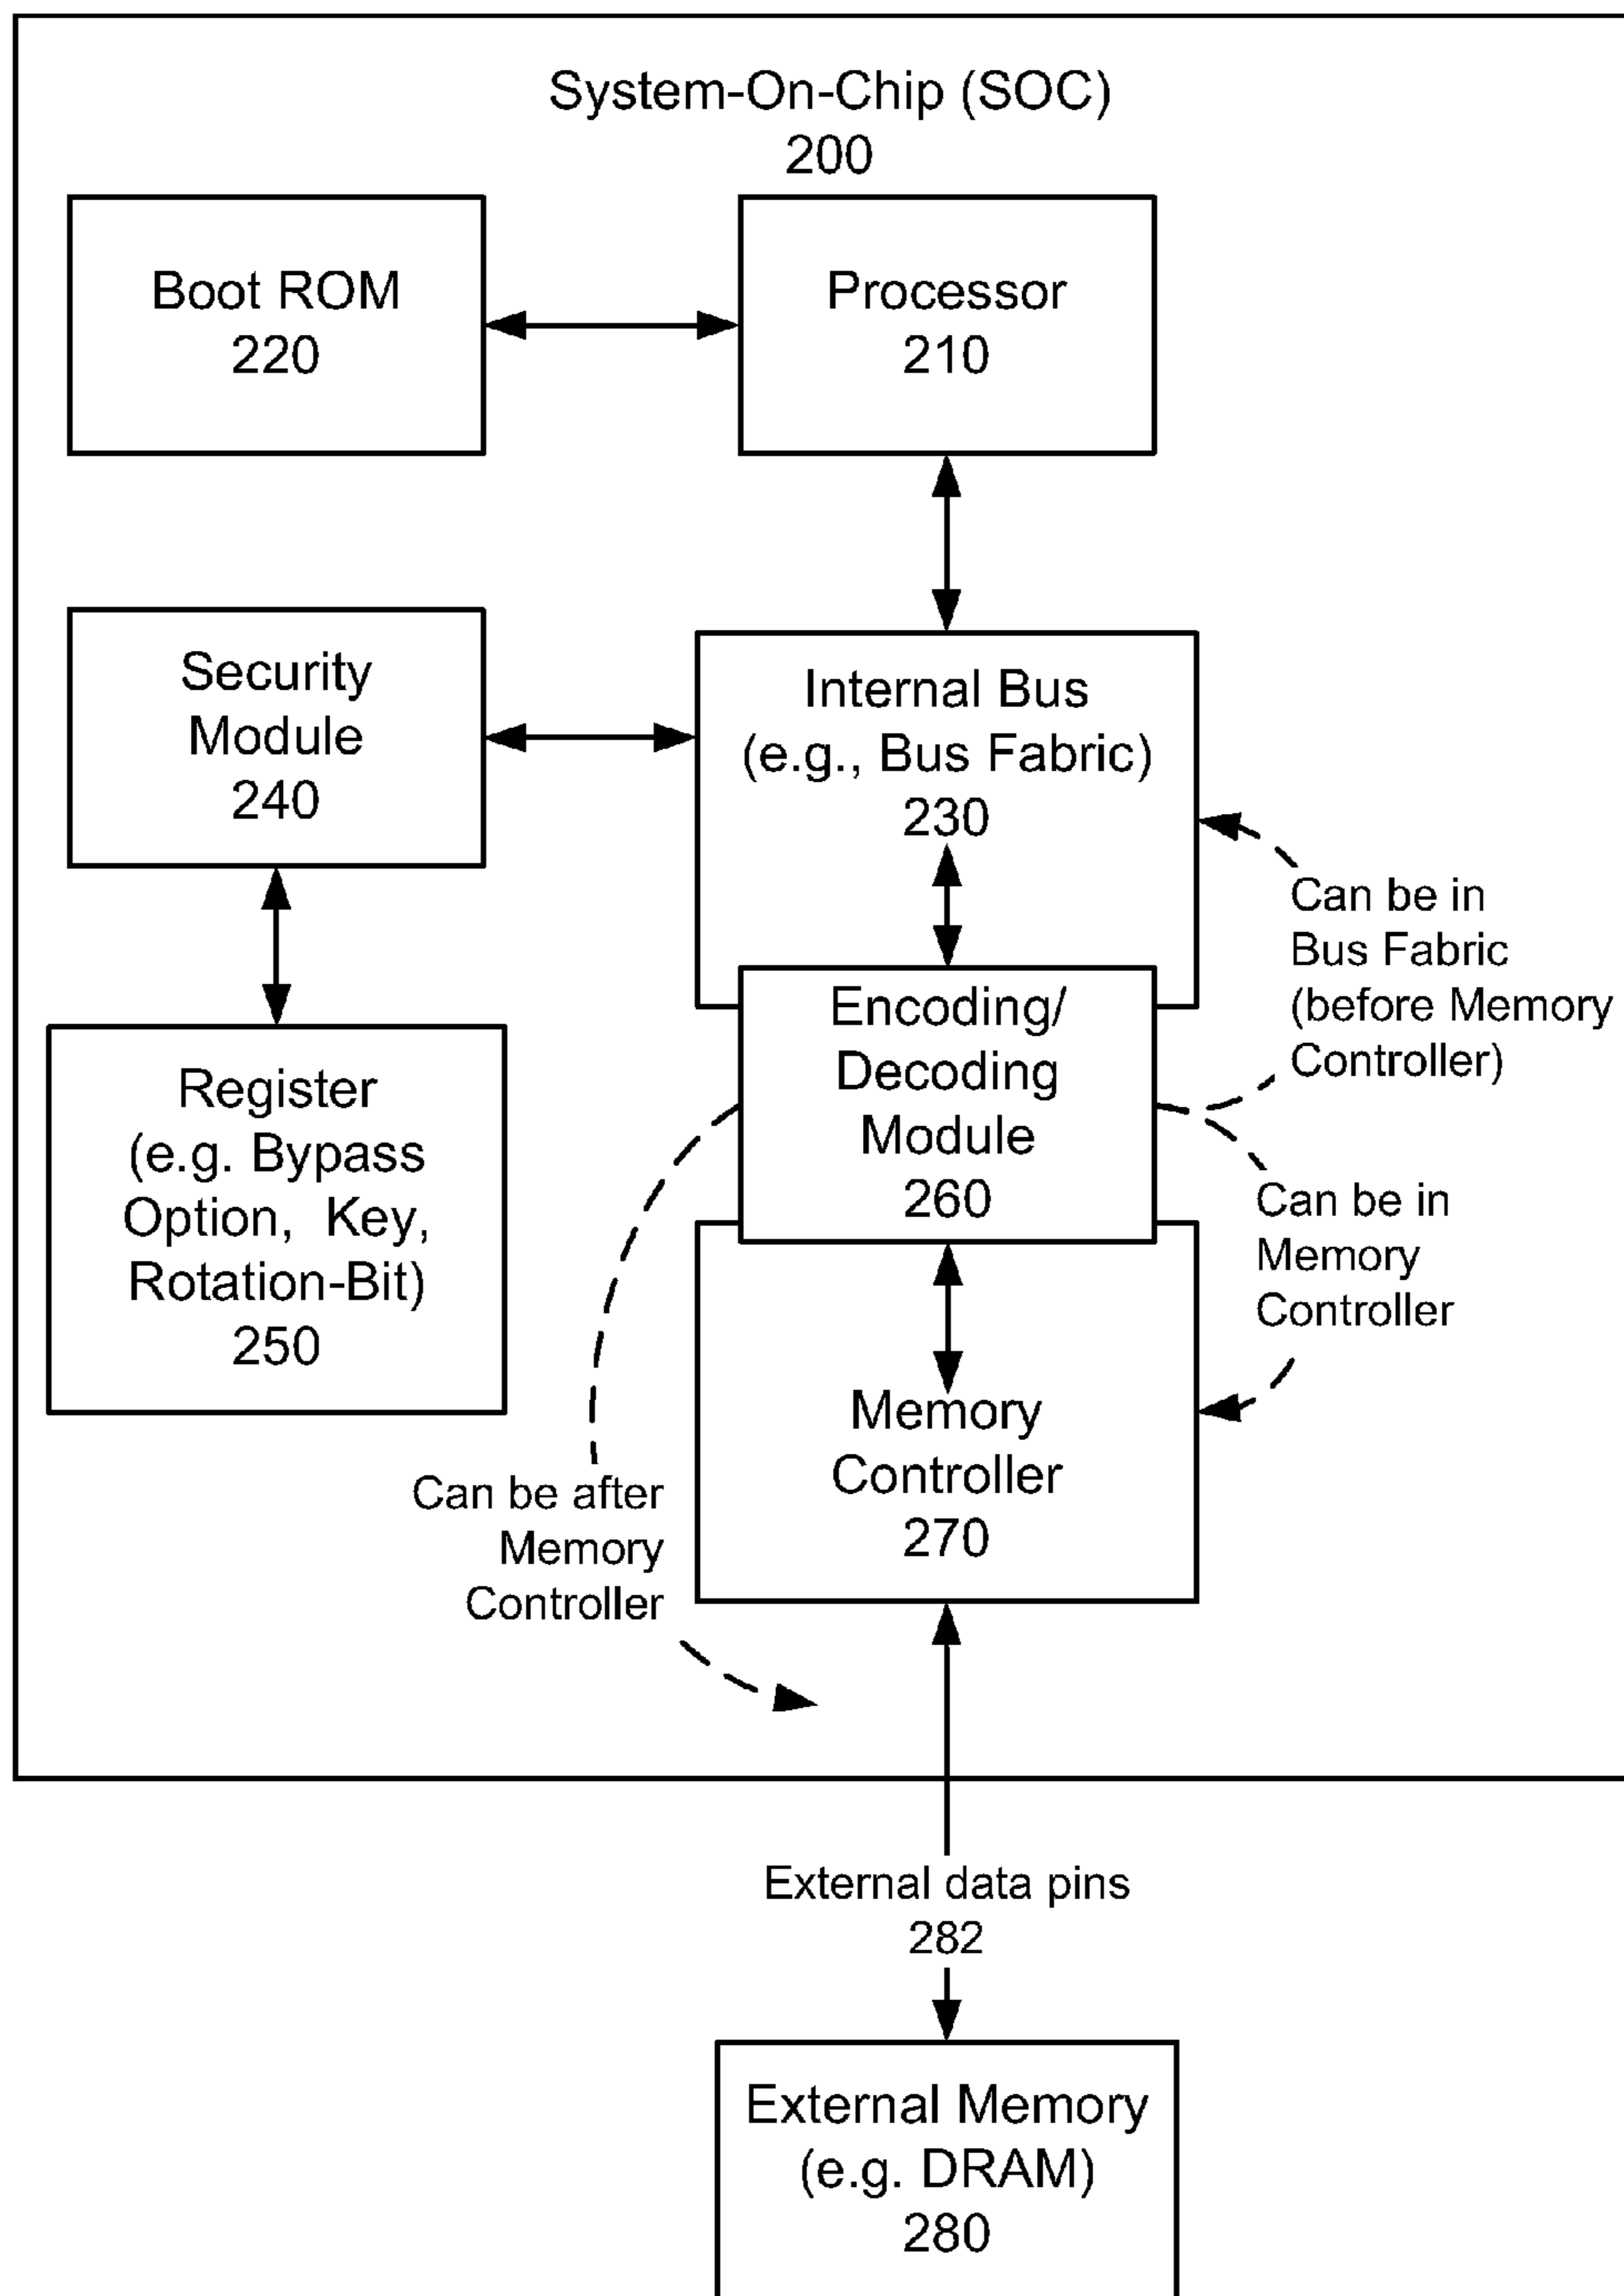 System-On-Chip (SOC)
200
Boot ROM
220
Processor
210
Security
Module
240
Internal Bus
(e.g., Bus Fabric)
230
Can be in
Bus Fabric
(before Memory
Controller)
Register
(e.g. Bypass
Option, Key,
Rotation-Bit)
250
Encoding/
Decoding
Module
260
Can be in
Memory
Controller
Memory
Controller
270
Can be after
Memory
Controller
External data pins
282
External Memory
(e.g. DRAM)
280